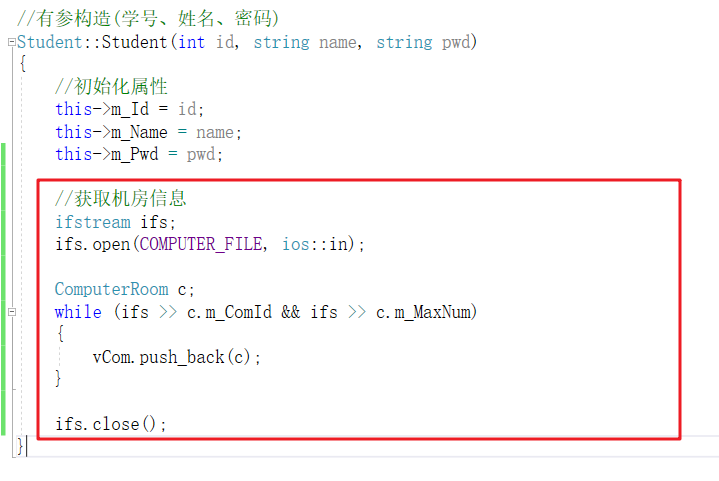 //有参构造(学号、姓名、密码)
Student::Student(int id, string name, string pwd)
{
    //初始化属性
    this->m_Id = id;
    this->m_Name = name;
    this->m_Pwd = pwd;

    //获取机房信息
    ifstream ifs;
    ifs.open(COMPUTER_FILE, ios::in);

    ComputerRoom c;
    while (ifs >> c.m_ComId && ifs >> c.m_MaxNum)
    {
        vCom.push_back(c);
    }

    ifs.close();
}